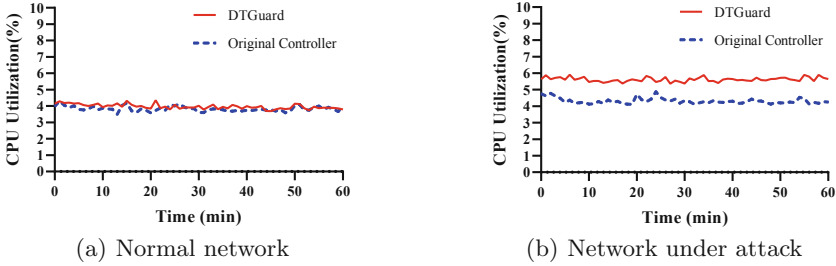 DTGuard
Original Controller
CPU Utilization(%)
10
9
8
7
6
5
4
3
2
1
0
0 10 20 30 40 50 60
Time (min)
(a) Normal network
DTGuard
Original Controller
CPU Utilization(%)
10
9
8
7
6
5
4
3
2
1
0
0 10 20 30 40 50 60
Time (min)
(b) Network under attack